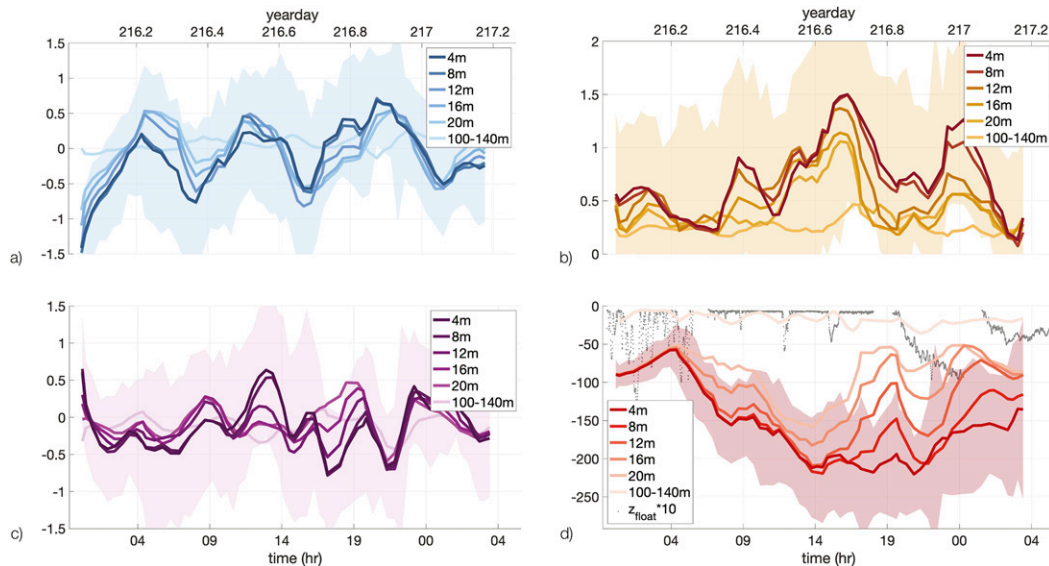 yearday
216.2 216.4 216.6 216.8 217 217.2
1.5
1
0.5
0
-0.5
-1
-1.5
4m
8m
12m
16m
20m
100-140m
a)
yearday
216.2 216.4 216.6 216.8 217 217.2
2
1.5
1
0.5
0
4m
8m
12m
16m
20m
100-140m
b)
1.5
1
0.5
0
-0.5
-1
-1.5
4m
8m
12m
16m
20m
100-140m
c)
04 09 14 19 00 04
time (hr)
0
-50
-100
-150
-200
-250
4m
8m
12m
16m
20m
100-140m
z_float*10
d)
04 09 14 19 00 04
time (hr)